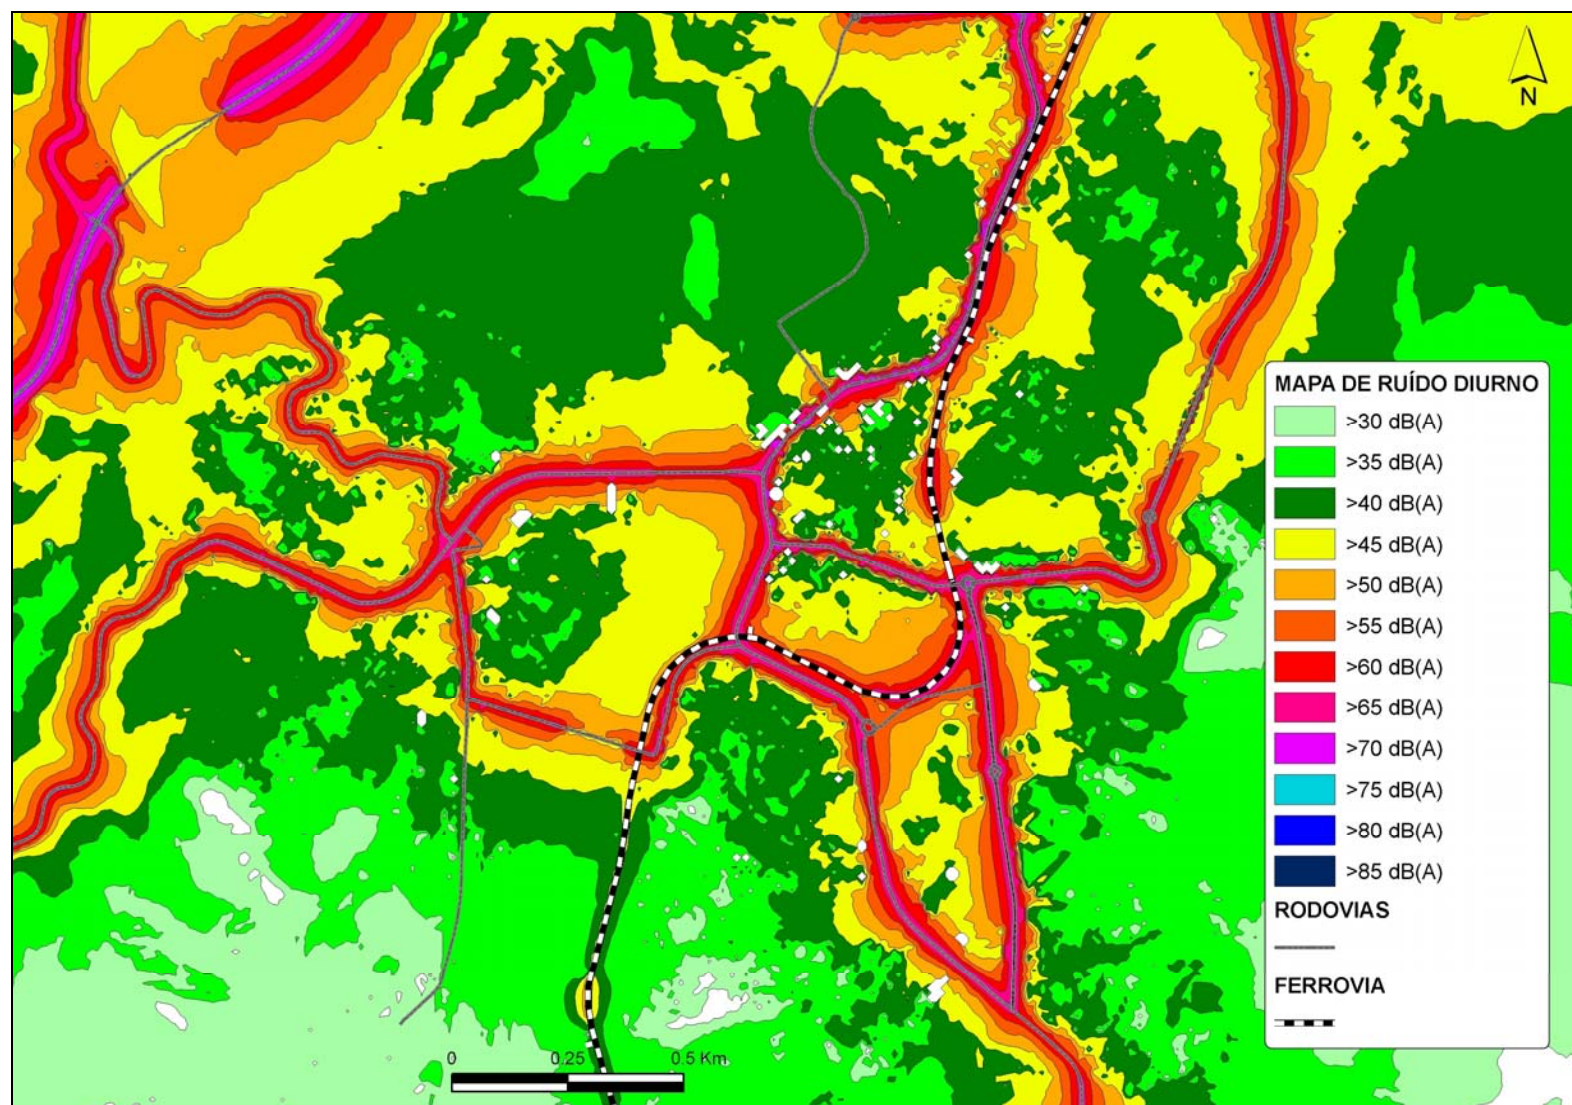 N
MAPA DE RUÍDO DIURNO
>30 dB(A)
>35 dB(A)
>40 dB(A)
>45 dB(A)
>50 dB(A)
>55 dB(A)
>60 dB(A)
>65 dB(A)
>70 dB(A)
>75 dB(A)
>80 dB(A)
>85 dB(A)
RODOVIAS
FERROVIA
0 0.25 0.5 Km